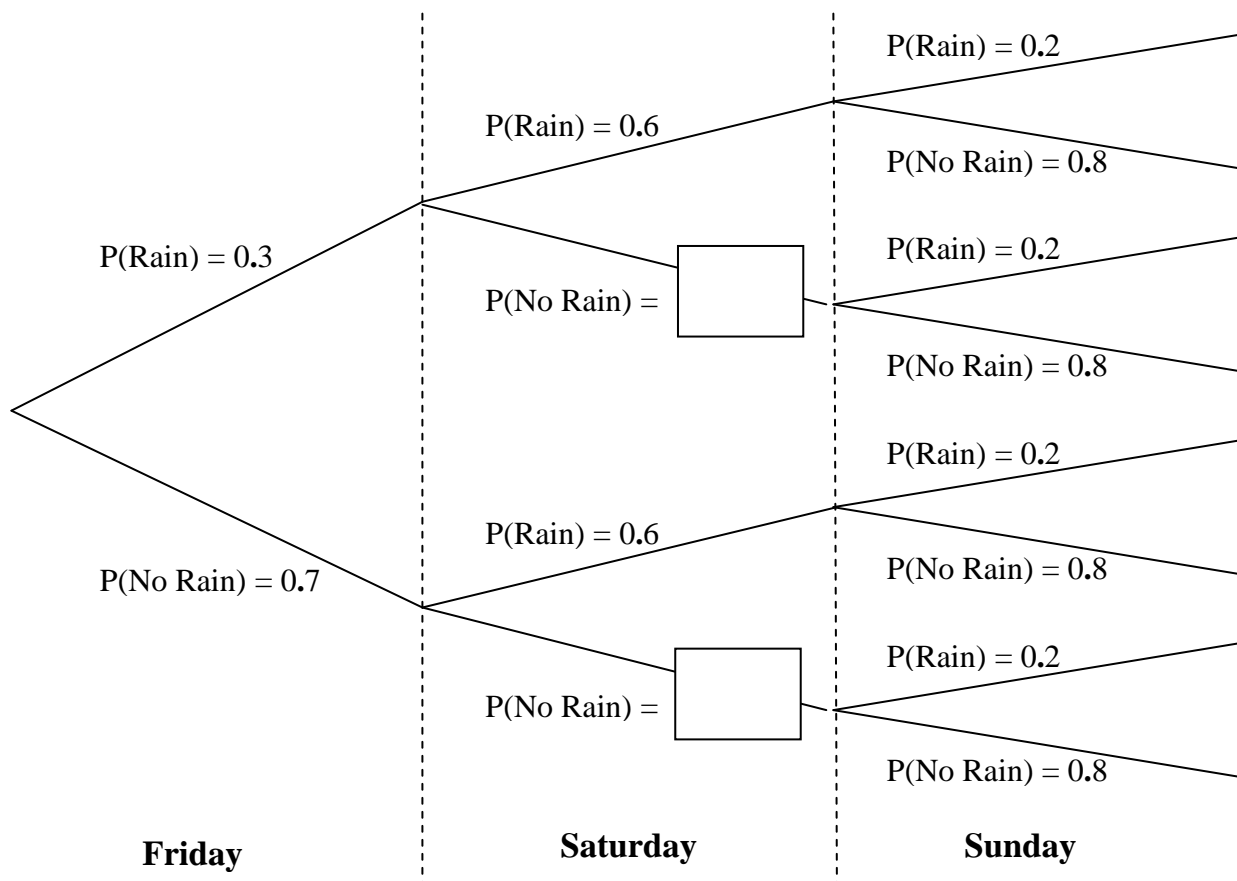 P(Rain) = 0.2
P(Rain) = 0.6
P(No Rain) = 0.8
P(Rain) = 0.3
P(Rain) = 0.2
P(No Rain) =
P(No Rain) = 0.8
P(Rain) = 0.2
P(Rain) = 0.6
P(No Rain) = 0.8
P(No Rain) = 0.7
P(Rain) = 0.2
P(No Rain) =
P(No Rain) = 0.8
Friday
Saturday
Sunday